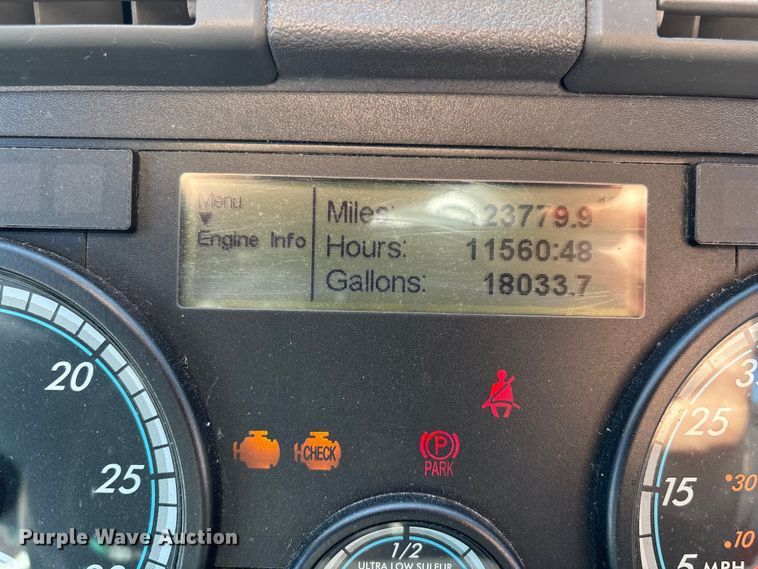 Menu
Miles:
Engine Info
Hours: 11560:48
Gallons: 18033.7
20
25
CHECK
P
PARK
25
15
30
10
5 MPH
1/2
ULTRA LOW SULFUR
Purple Wave Auction